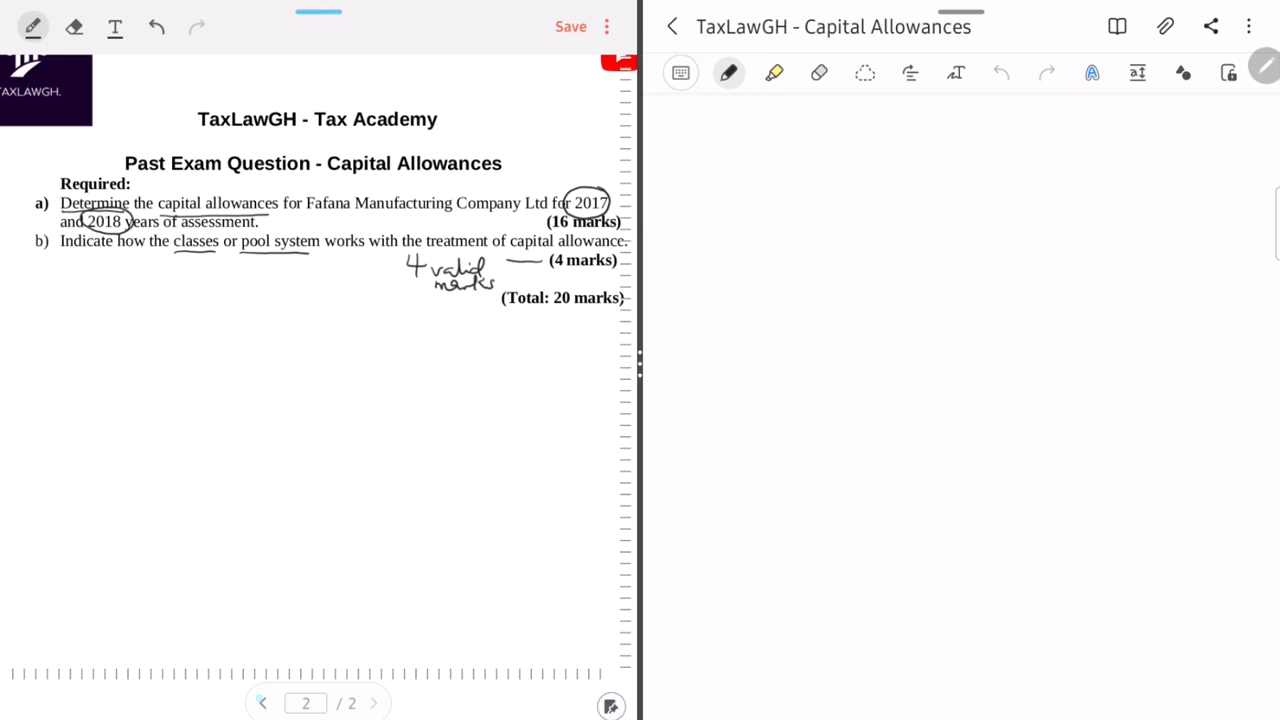 Save
TaxLawGH - Capital Allowances
TAXLAWGH.
TaxLawGH - Tax Academy
Past Exam Question - Capital Allowances
Required:
a) Determine the capital allowances for Fafana Manufacturing Company Ltd for 2017
and 2018 years of assessment. (16 marks)
b) Indicate how the classes or pool system works with the treatment of capital allowance.
(4 marks)
4 valid
marks
(Total: 20 marks)
2 / 2